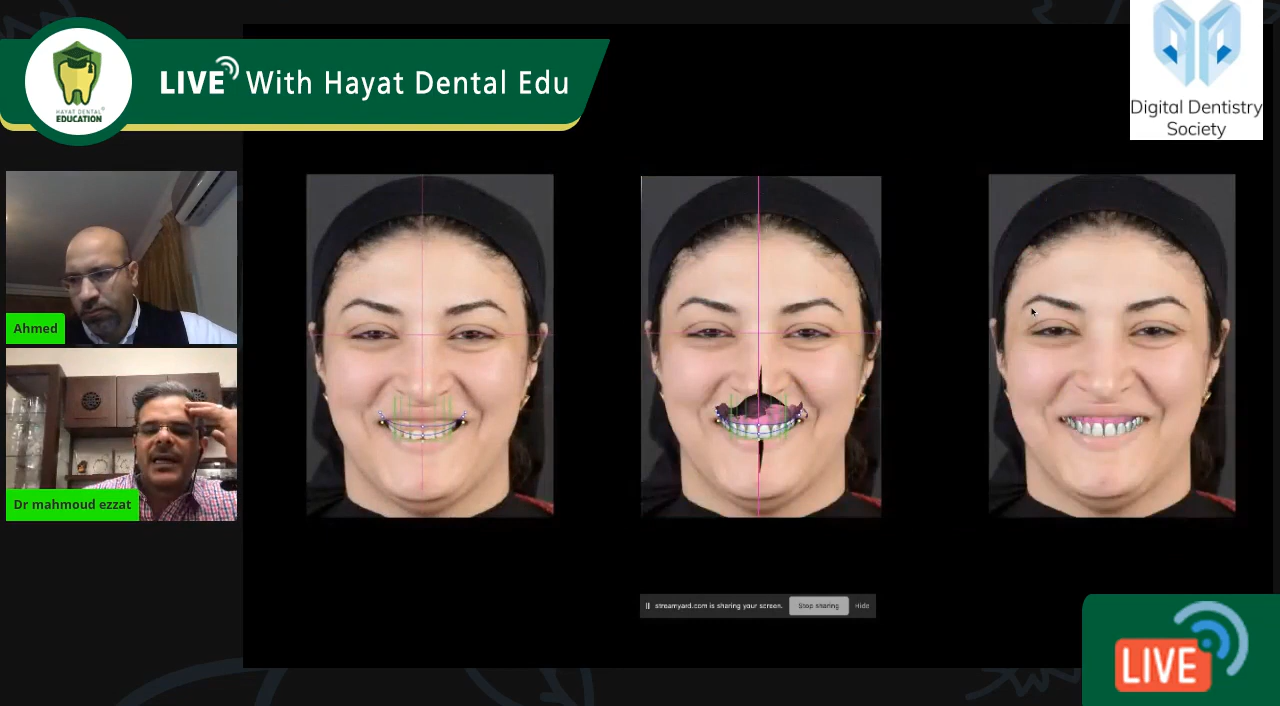 LIVE With Hayat Dental Edu
HAYAT DENTAL
EDUCATION
Digital Dentistry
Society
Ahmed
Dr mahmoud ezzat
streamyard.com is sharing your screen.
Stop sharing
Hide
LIVE